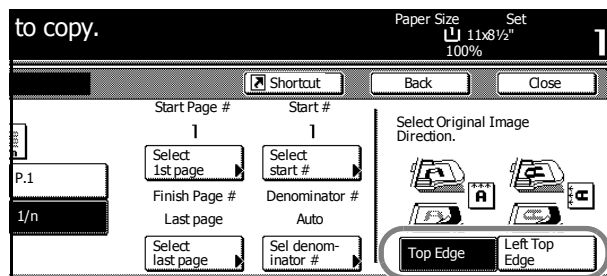 to copy.
Paper Size Set
11x8½"
100%
1
Shortcut
Back
Close
Start Page #
Start #
1
1
Select
1st page
Select
start #
Finish Page #
Denominator #
Last page
Auto
Select
last page
Sel denom-
inator #
P.1
1/n
Select Original Image
Direction.
A
A
A
A
Top Edge
Left Top
Edge